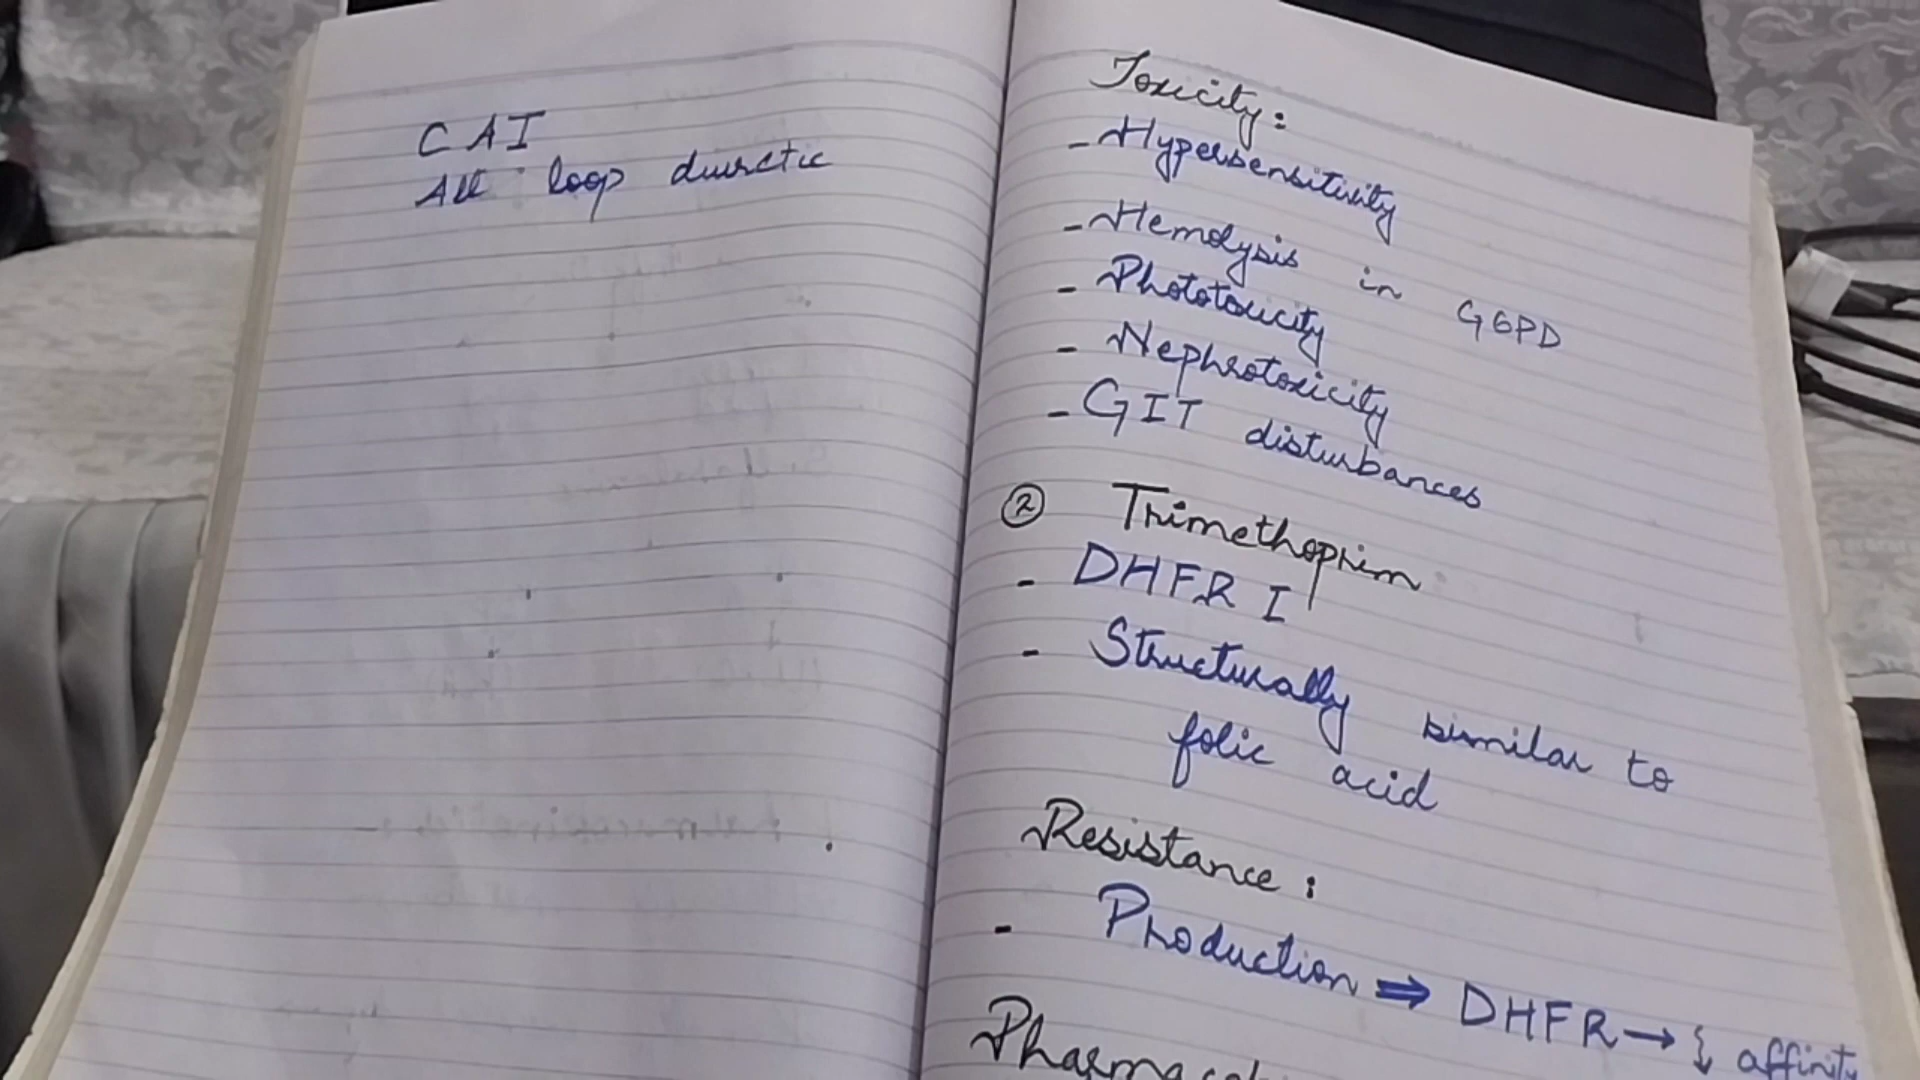 CAI
All loop diuretic
Toxicity:
- Hypersensitivity
- Hemolysis in G6PD
- Phototoxicity
- Nephrotoxicity
- GIT disturbances
② Trimethoprim
- DHFR I
- Structurally similar to
folic acid
Resistance:
- Production ⇒ DHFR → ↓ affinity